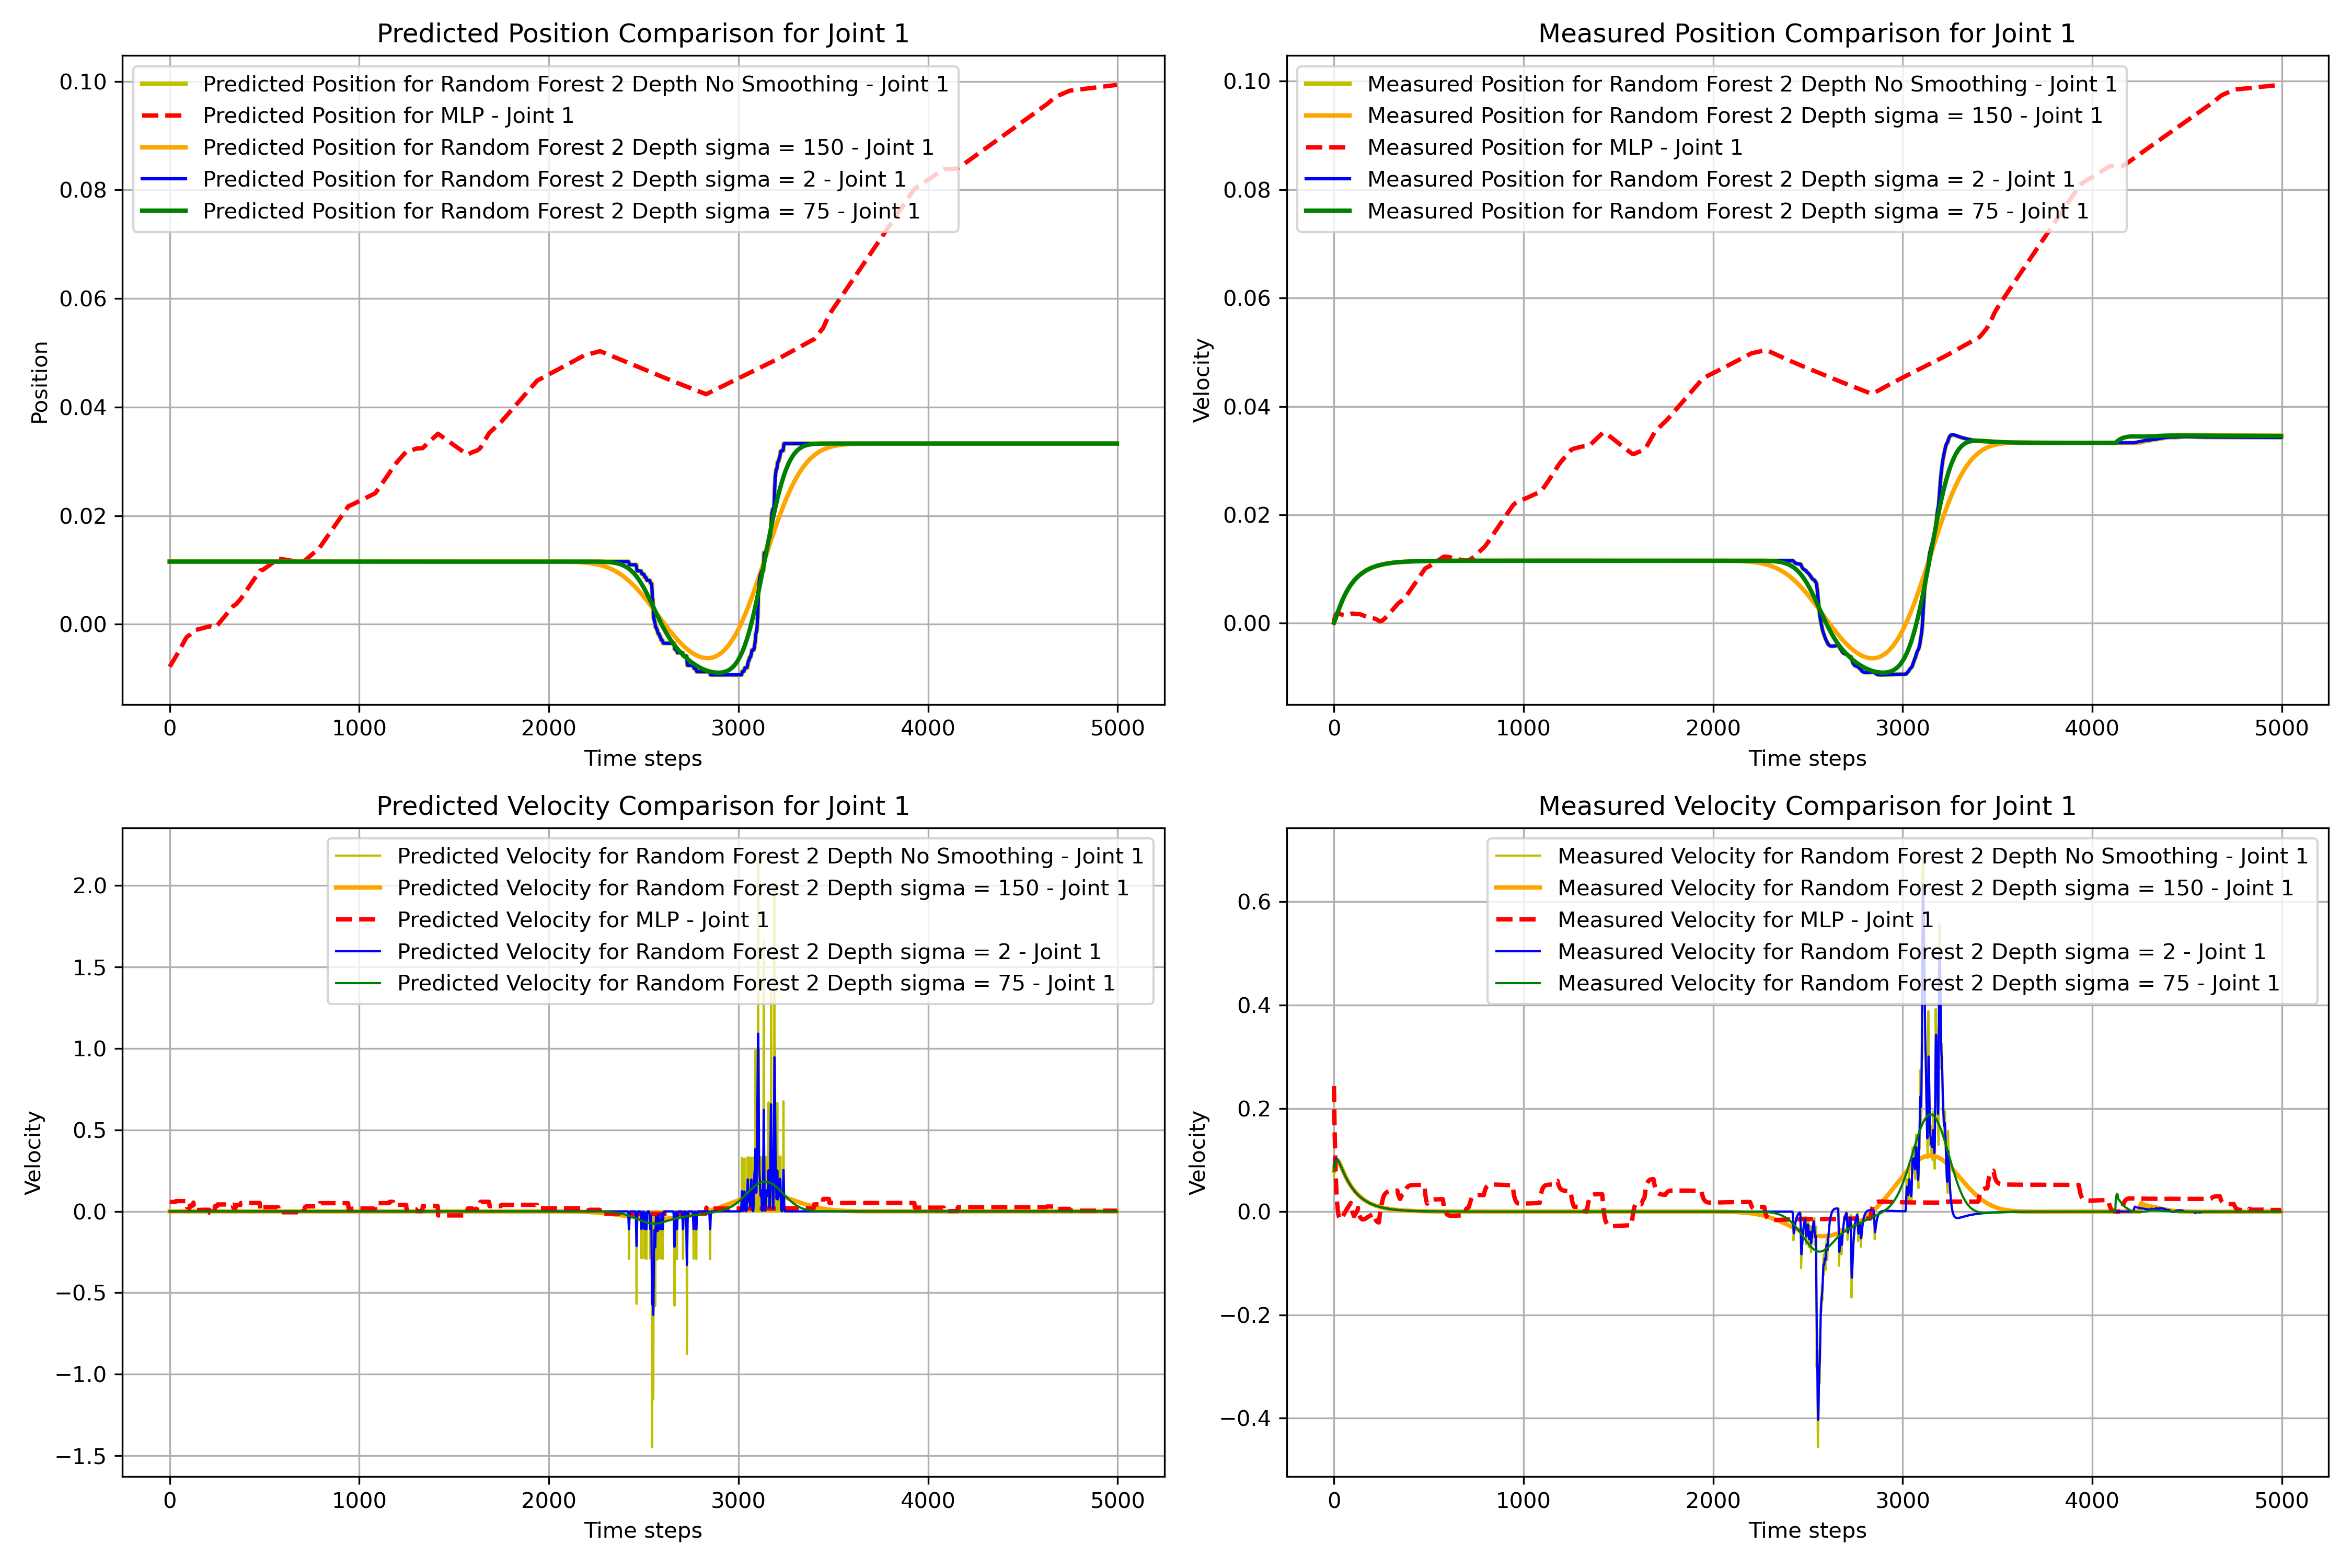 Predicted Position Comparison for Joint 1
Position
0.10
0.08
0.06
0.04
0.02
0.00
Predicted Position for Random Forest 2 Depth No Smoothing - Joint 1
Predicted Position for MLP - Joint 1
Predicted Position for Random Forest 2 Depth sigma = 150 - Joint 1
Predicted Position for Random Forest 2 Depth sigma = 2 - Joint 1
Predicted Position for Random Forest 2 Depth sigma = 75 - Joint 1
0 1000 2000 3000 4000 5000
Time steps
Measured Position Comparison for Joint 1
Velocity
0.10
0.08
0.06
0.04
0.02
0.00
Measured Position for Random Forest 2 Depth No Smoothing - Joint 1
Measured Position for Random Forest 2 Depth sigma = 150 - Joint 1
Measured Position for MLP - Joint 1
Measured Position for Random Forest 2 Depth sigma = 2 - Joint 1
Measured Position for Random Forest 2 Depth sigma = 75 - Joint 1
0 1000 2000 3000 4000 5000
Time steps
Predicted Velocity Comparison for Joint 1
Velocity
2.0
1.5
1.0
0.5
0.0
−0.5
−1.0
−1.5
Predicted Velocity for Random Forest 2 Depth No Smoothing - Joint 1
Predicted Velocity for Random Forest 2 Depth sigma = 150 - Joint 1
Predicted Velocity for MLP - Joint 1
Predicted Velocity for Random Forest 2 Depth sigma = 2 - Joint 1
Predicted Velocity for Random Forest 2 Depth sigma = 75 - Joint 1
0 1000 2000 3000 4000 5000
Time steps
Measured Velocity Comparison for Joint 1
Velocity
0.6
0.4
0.2
0.0
−0.2
−0.4
Measured Velocity for Random Forest 2 Depth No Smoothing - Joint 1
Measured Velocity for Random Forest 2 Depth sigma = 150 - Joint 1
Measured Velocity for MLP - Joint 1
Measured Velocity for Random Forest 2 Depth sigma = 2 - Joint 1
Measured Velocity for Random Forest 2 Depth sigma = 75 - Joint 1
0 1000 2000 3000 4000 5000
Time steps